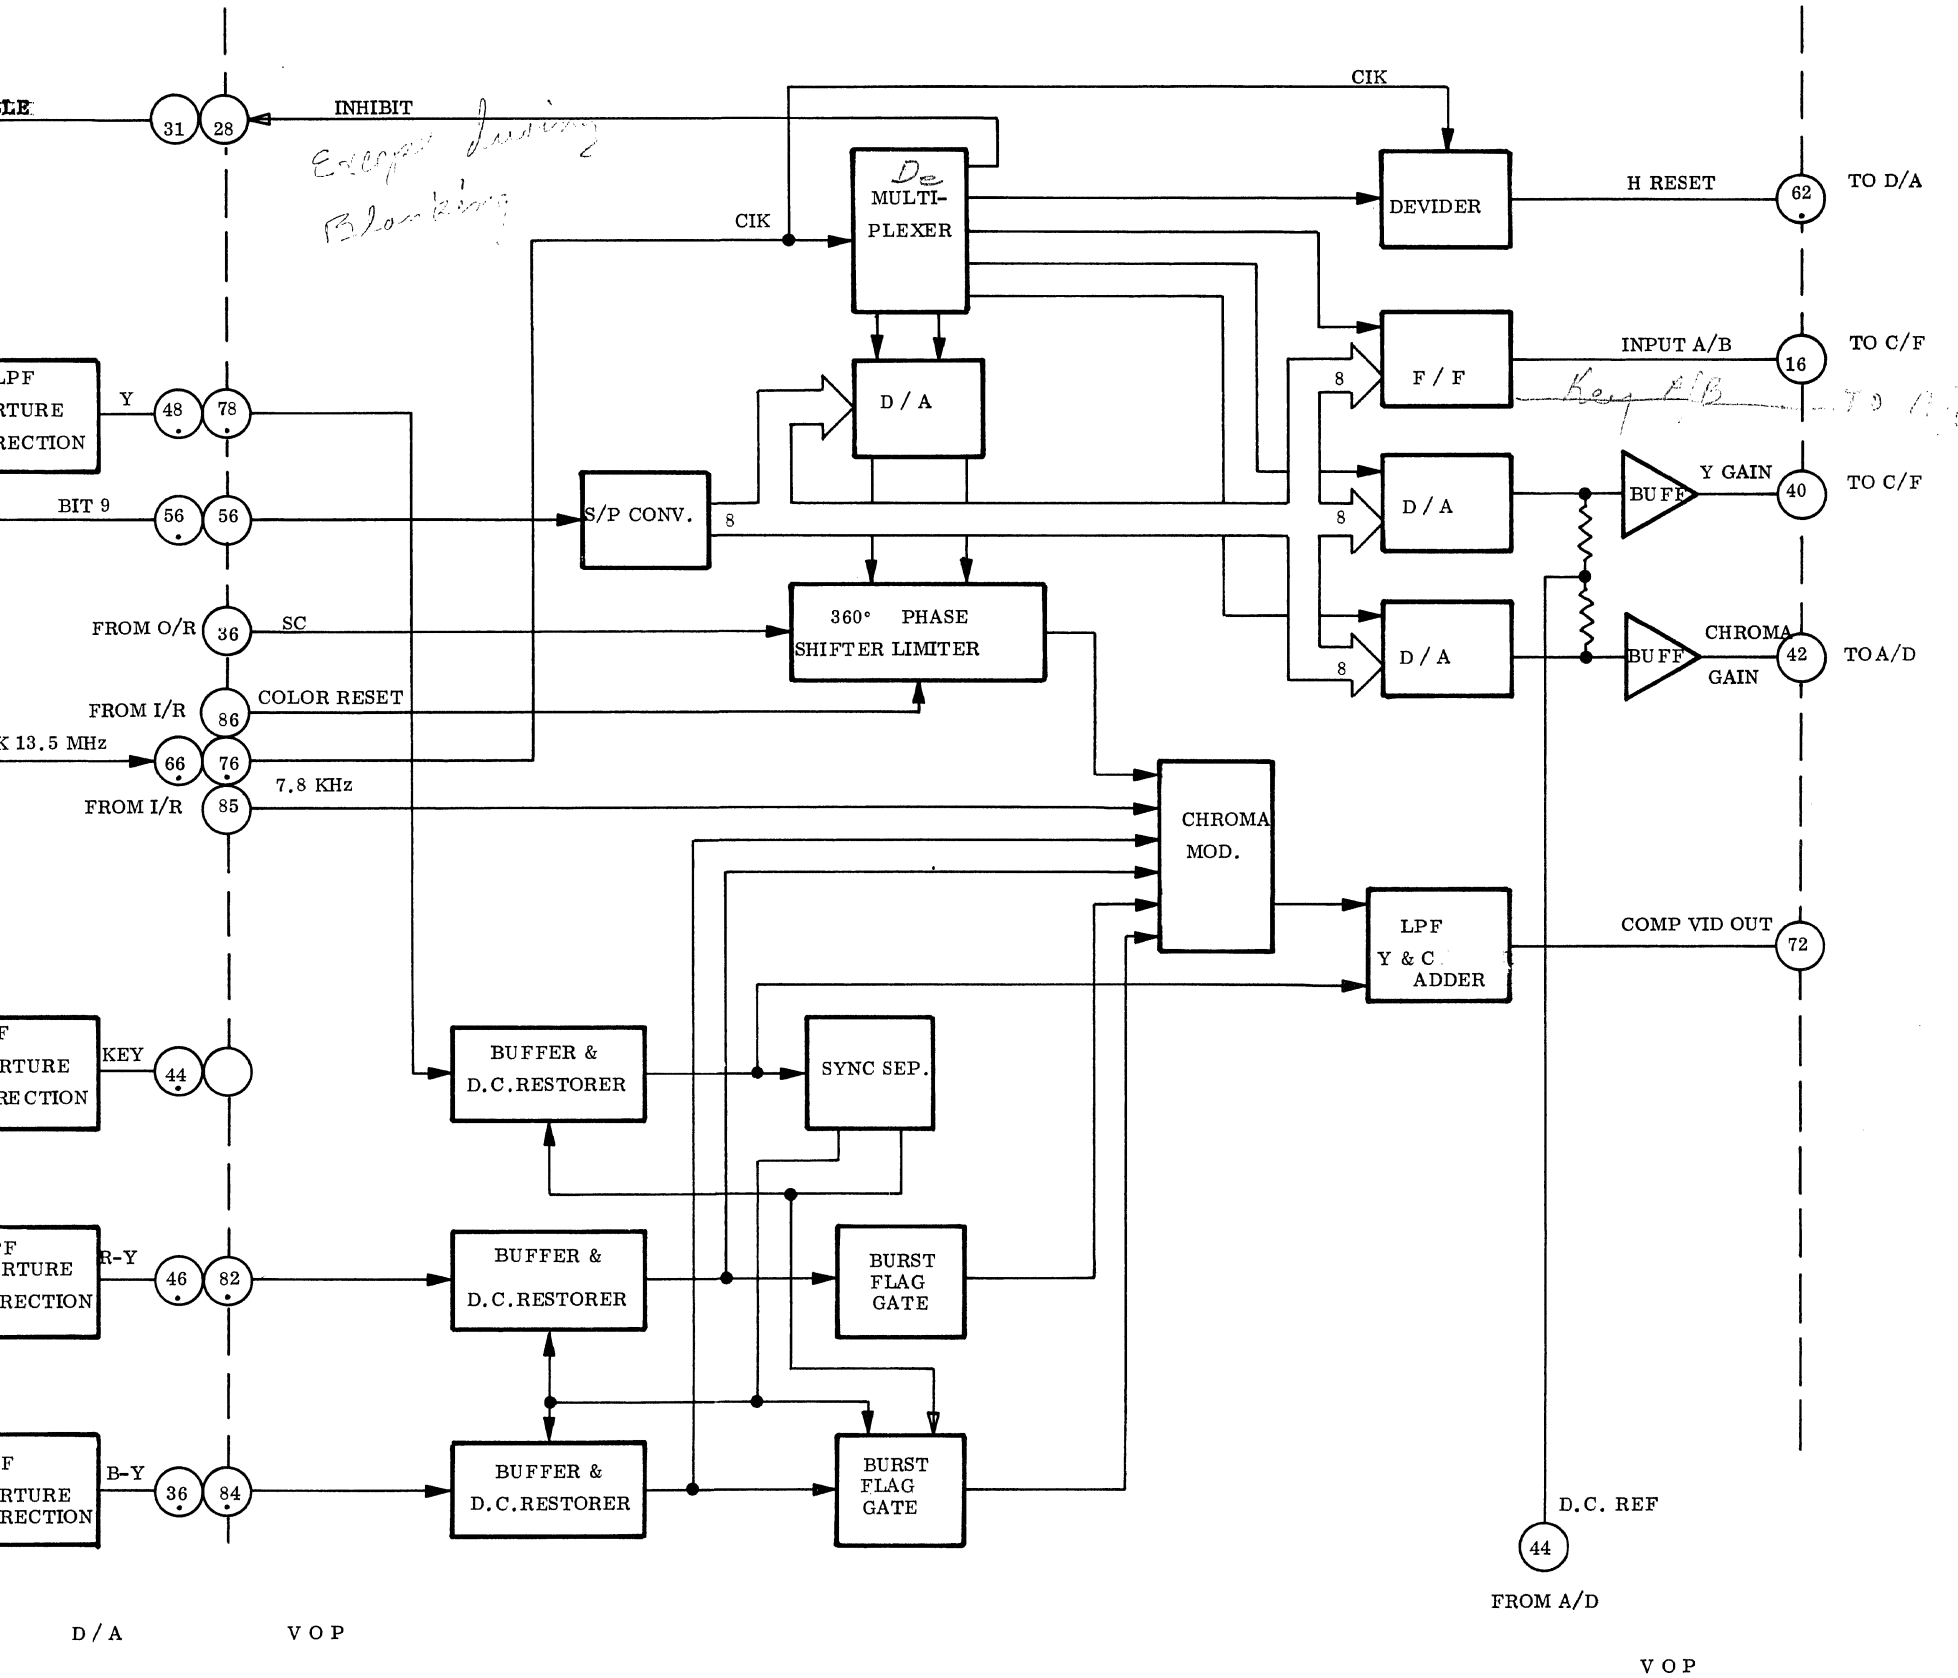 CIK
INHIBIT
31
28
during
Blanking
De
MULTI-
PLEXER
CIK
DEVIDER
H RESET
62
TO D/A
LPF
RTURE
RECTION
Y
48
78
D / A
8
F / F
INPUT A/B
16
TO C/F
Key A/B
TO
BIT 9
56
56
S/P CONV.
8
8
D / A
BUFF
Y GAIN
40
TO C/F
FROM O/R
36
SC
360° PHASE
SHIFTER LIMITER
8
D / A
BUFF
CHROMA
GAIN
42
TO A/D
FROM I/R
86
COLOR RESET
K 13.5 MHz
66
76
7.8 KHz
FROM I/R
85
CHROMA
MOD.
LPF
Y & C
ADDER
COMP VID OUT
72
F
RTURE
RECTION
KEY
44
BUFFER &
D.C.RESTORER
SYNC SEP.
PF
RTURE
RECTION
R-Y
46
82
BUFFER &
D.C.RESTORER
BURST
FLAG
GATE
F
RTURE
RECTION
B-Y
36
84
BUFFER &
D.C.RESTORER
BURST
FLAG
GATE
D.C. REF
44
FROM A/D
D / A
V O P
V O P